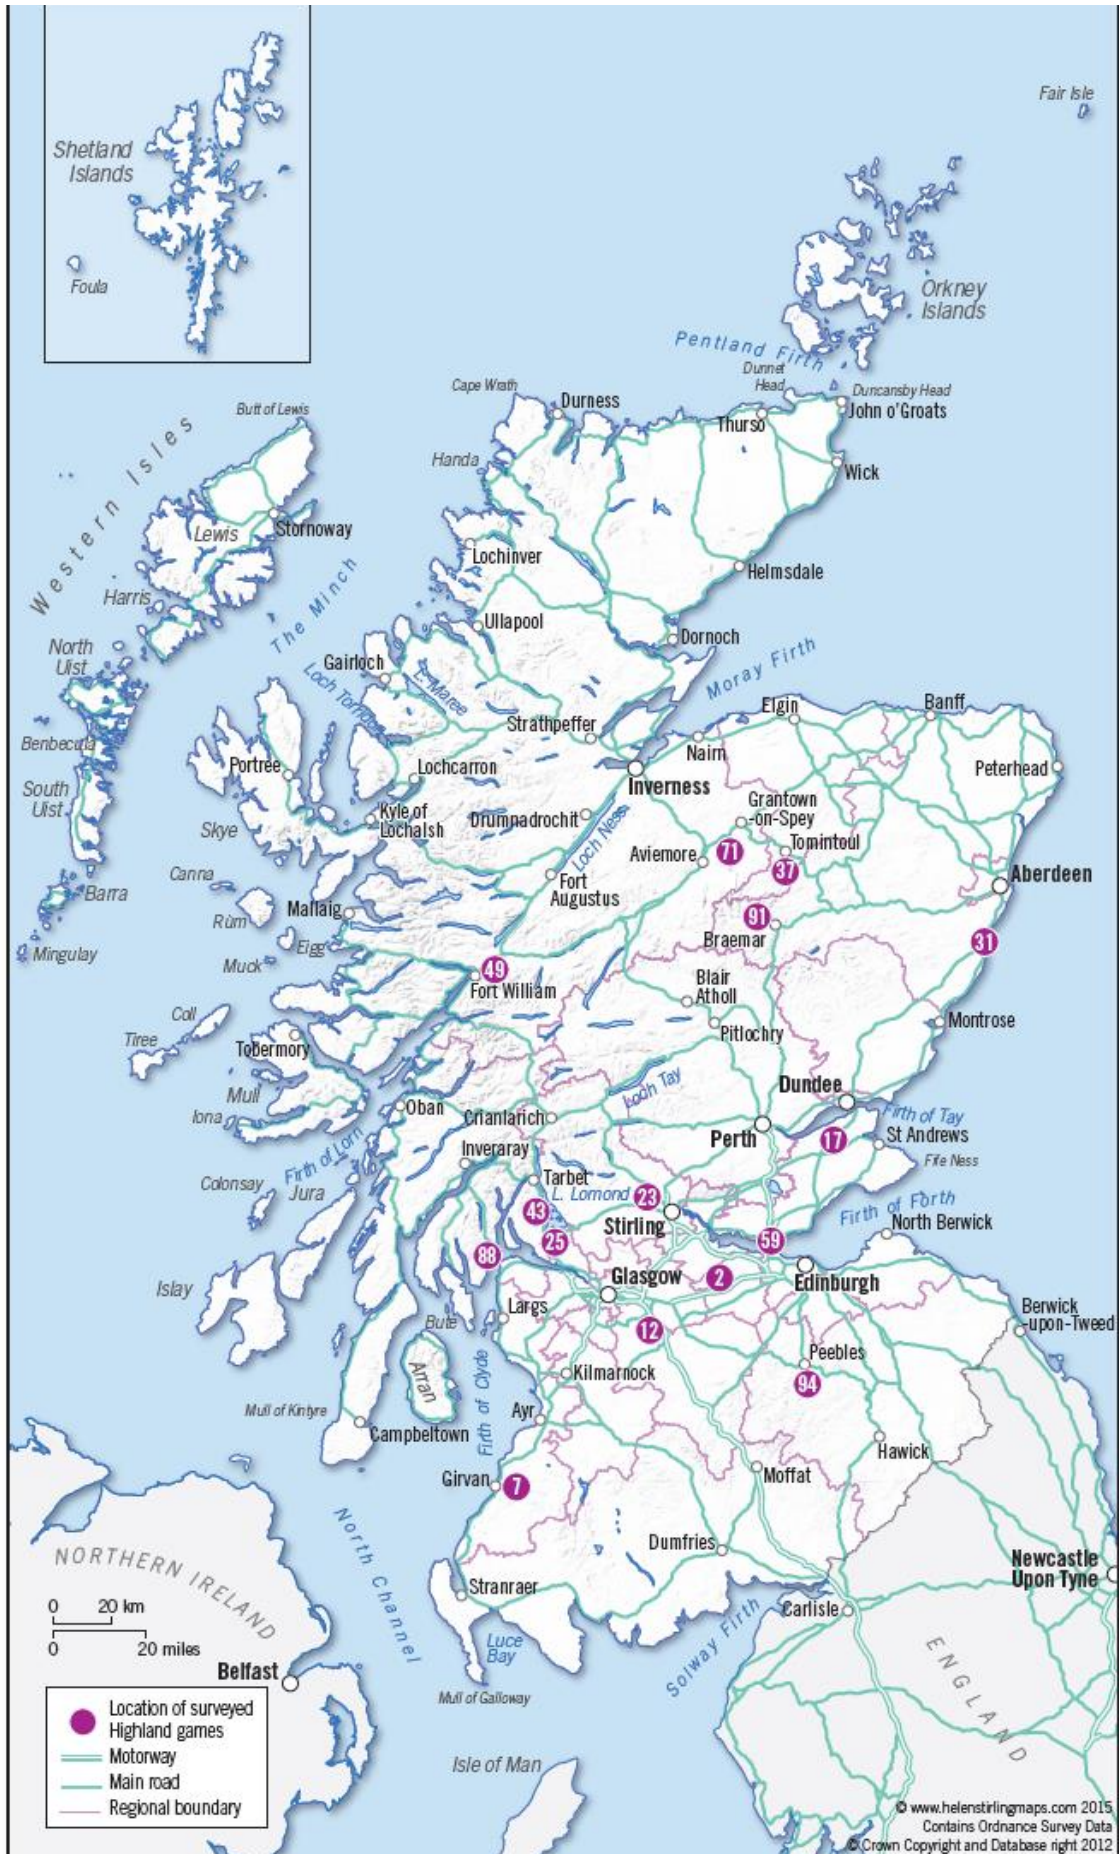 Fair Isle
Shetland
Islands
Foula
Orkney
Islands
Pentland Firth
Dunnet
Head
Duncansby Head
John o'Groats
Cape Wrath
Durness
Thurso
Butt of Lewis
Handa
Wick
Western Isles
Lewis
Stornoway
Lochinver
Helmsdale
Harris
The Minch
Ullapool
Dornoch
North
Uist
Gairloch
Loch Torridon
L. Maree
Moray Firth
Strathpeffer
Elgin
Banff
Nairn
Benbecula
Portree
Lochcarron
Inverness
Peterhead
South
Uist
Skye
Kyle of
Lochalsh
Drumnadrochit
Loch Ness
Grantown
-on-Spey
Aviemore
71
Tomintoul
37
Canna
Barra
Fort
Augustus
Aberdeen
Rùm
Mallaig
91
Braemar
31
Mingulay
Eigg
Muck
49
Fort William
Blair
Atholl
Coll
Pitlochry
Montrose
Tiree
Tobermory
Mull
Loch Tay
Dundee
Iona
Oban
Crianlarich
Perth
Firth of Tay
17
St Andrews
Firth of Lorn
Inveraray
Fife Ness
Colonsay
Jura
Tarbet
L. Lomond
23
43
Stirling
Firth of Forth
North Berwick
88
25
59
Islay
Glasgow
2
Edinburgh
Largs
Bute
12
Berwick
-upon-Tweed
Arran
Firth of Clyde
Kilmarnock
Peebles
94
Mull of Kintyre
Campbeltown
Ayr
Hawick
Girvan
7
Moffat
North Channel
Dumfries
NORTHERN IRELAND
Newcastle
Upon Tyne
Stranraer
Carlisle
0 20 km
0 20 miles
Luce
Bay
Solway Firth
ENGLAND
Belfast
Mull of Galloway
Location of surveyed
Highland games
Motorway
Main road
Regional boundary
Isle of Man
© www.helenstirlingmaps.com 2015
Contains Ordnance Survey Data
© Crown Copyright and Database right 2012